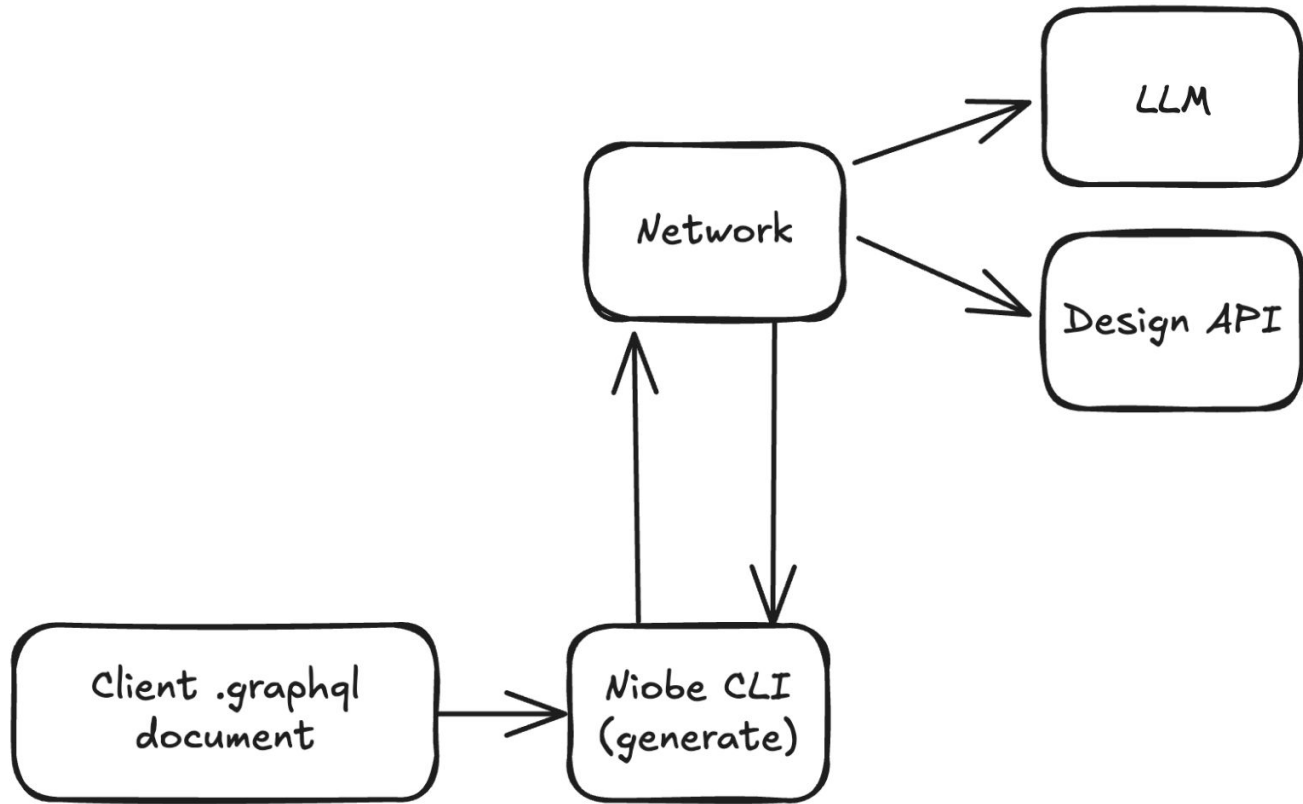 LLM
Network
Design API
Client .graphql
document
Niobe CLI
(generate)